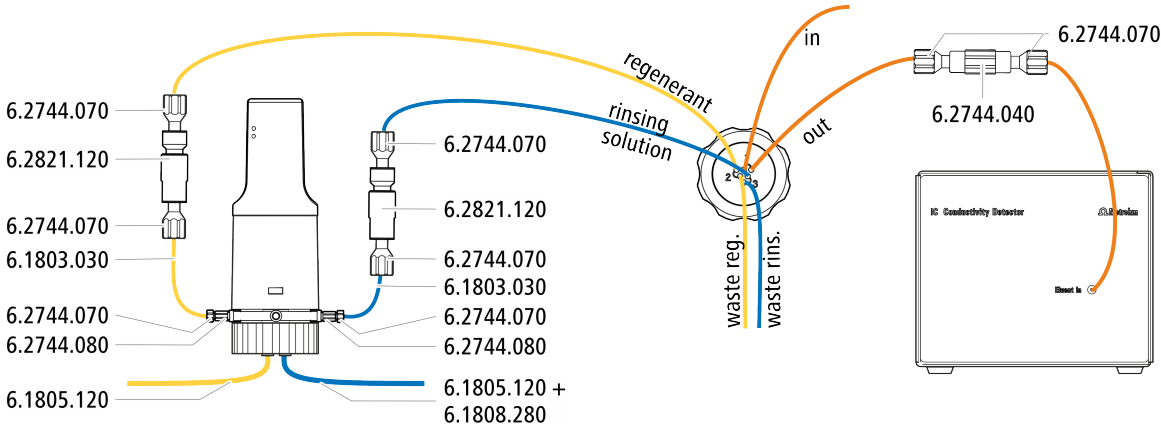 6.2744.070
6.2821.120
6.2744.070
6.1803.030
6.2744.070
6.2744.080
6.1805.120
6.2744.070
6.2821.120
6.2744.070
6.1803.030
6.2744.070
6.2744.080
6.1805.120 +
6.1808.280
regenerant
rinsing
solution
in
out
1
2
3
waste reg.
waste rins.
6.2744.070
6.2744.040
IC Conductivity Detector
Metrohm
Eluent in